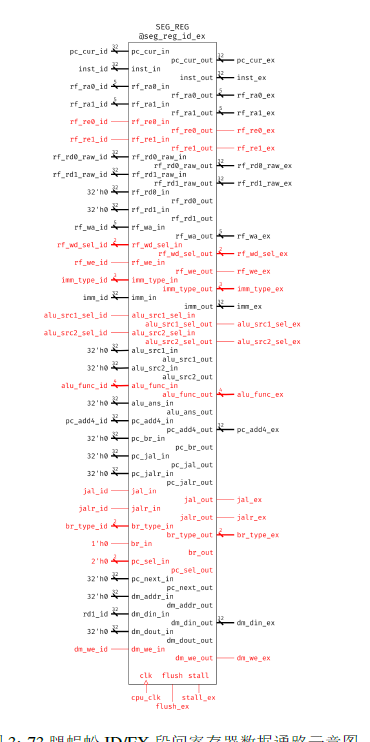 SEG_REG
@seg_reg_id_ex
pc_cur_id 32 pc_cur_in
pc_cur_out 32 pc_cur_ex
inst_id 32 inst_in
inst_out 32 inst_ex
rf_ra0_id 5 rf_ra0_in
rf_ra0_out 5 rf_ra0_ex
rf_ra1_id 5 rf_ra1_in
rf_ra1_out 5 rf_ra1_ex
rf_re0_id rf_re0_in
rf_re0_out rf_re0_ex
rf_re1_id rf_re1_in
rf_re1_out rf_re1_ex
rf_rd0_raw_id 32 rf_rd0_raw_in
rf_rd0_raw_out 32 rf_rd0_raw_ex
rf_rd1_raw_id 32 rf_rd1_raw_in
rf_rd1_raw_out 32 rf_rd1_raw_ex
32'h0 32 rf_rd0_in
rf_rd0_out
32'h0 32 rf_rd1_in
rf_rd1_out
rf_wa_id 5 rf_wa_in
rf_wa_out 5 rf_wa_ex
rf_wd_sel_id 2 rf_wd_sel_in
rf_wd_sel_out 2 rf_wd_sel_ex
rf_we_id rf_we_in
rf_we_out rf_we_ex
imm_type_id 3 imm_type_in
imm_type_out 3 imm_type_ex
imm_id 32 imm_in
imm_out 32 imm_ex
alu_src1_sel_id alu_src1_sel_in
alu_src1_sel_out alu_src1_sel_ex
alu_src2_sel_id alu_src2_sel_in
alu_src2_sel_out alu_src2_sel_ex
32'h0 32 alu_src1_in
alu_src1_out
32'h0 32 alu_src2_in
alu_src2_out
alu_func_id 4 alu_func_in
alu_func_out 4 alu_func_ex
32'h0 32 alu_ans_in
alu_ans_out
pc_add4_id 32 pc_add4_in
pc_add4_out 32 pc_add4_ex
32'h0 32 pc_br_in
pc_br_out
32'h0 32 pc_jal_in
pc_jal_out
32'h0 32 pc_jalr_in
pc_jalr_out
jal_id jal_in
jal_out jal_ex
jalr_id jalr_in
jalr_out jalr_ex
br_type_id 2 br_type_in
br_type_out 2 br_type_ex
1'h0 br_in
br_out
2'h0 2 pc_sel_in
pc_sel_out
32'h0 32 pc_next_in
pc_next_out
32'h0 32 dm_addr_in
dm_addr_out
rd1_id 32 dm_din_in
dm_din_out 32 dm_din_ex
32'h0 32 dm_dout_in
dm_dout_out
dm_we_id dm_we_in
dm_we_out dm_we_ex
clk flush stall
cpu_clk stall_ex
flush_ex
3: 73 腿蜈蚣 ID/EX 段间寄存器数据通路示意图